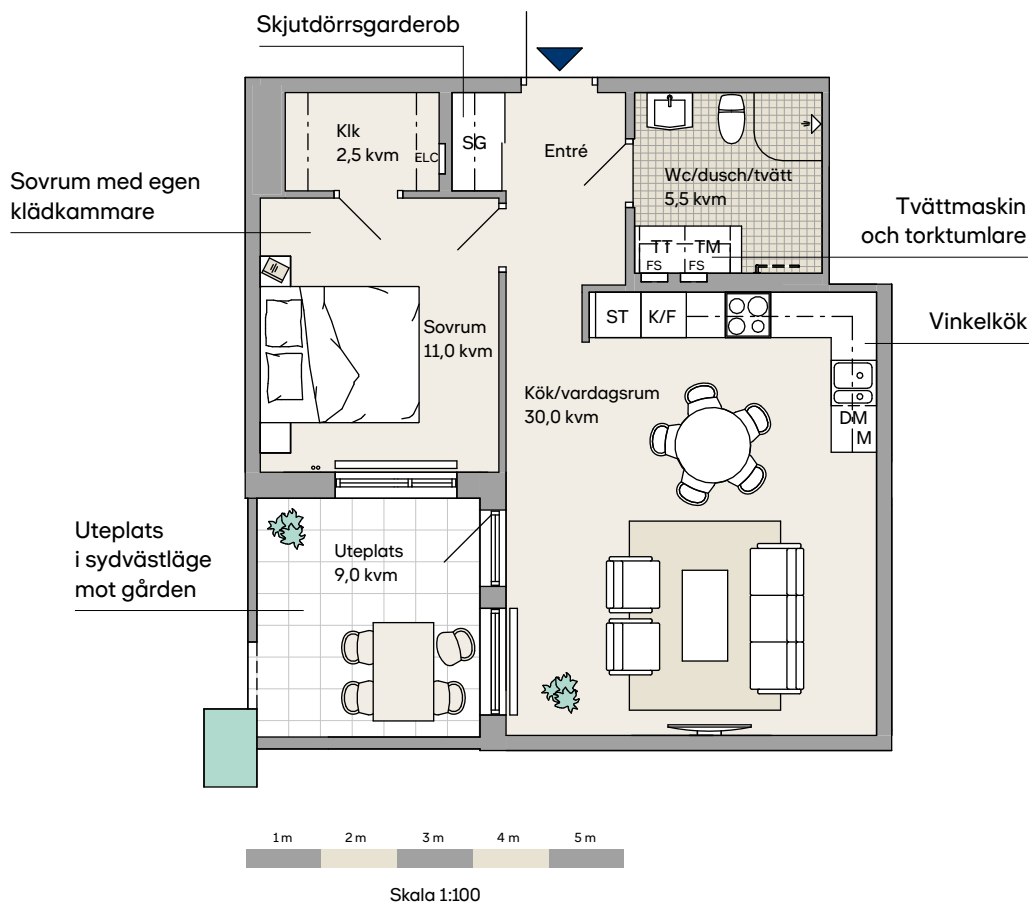 Skjutdörrsgarderob
Klk
2,5 kvm
ELC
SG
Entré
Wc/dusch/tvätt
5,5 kvm
Sovrum med egen
klädkammare
Tvättmaskin
och torktumlare
TT TM
FS FS
ST K/F
Vinkelkök
Sovrum
11,0 kvm
Kök/vardagsrum
30,0 kvm
DM
M
Uteplats
i sydvästläge
mot gården
Uteplats
9,0 kvm
1 m 2 m 3 m 4 m 5 m
Skala 1:100